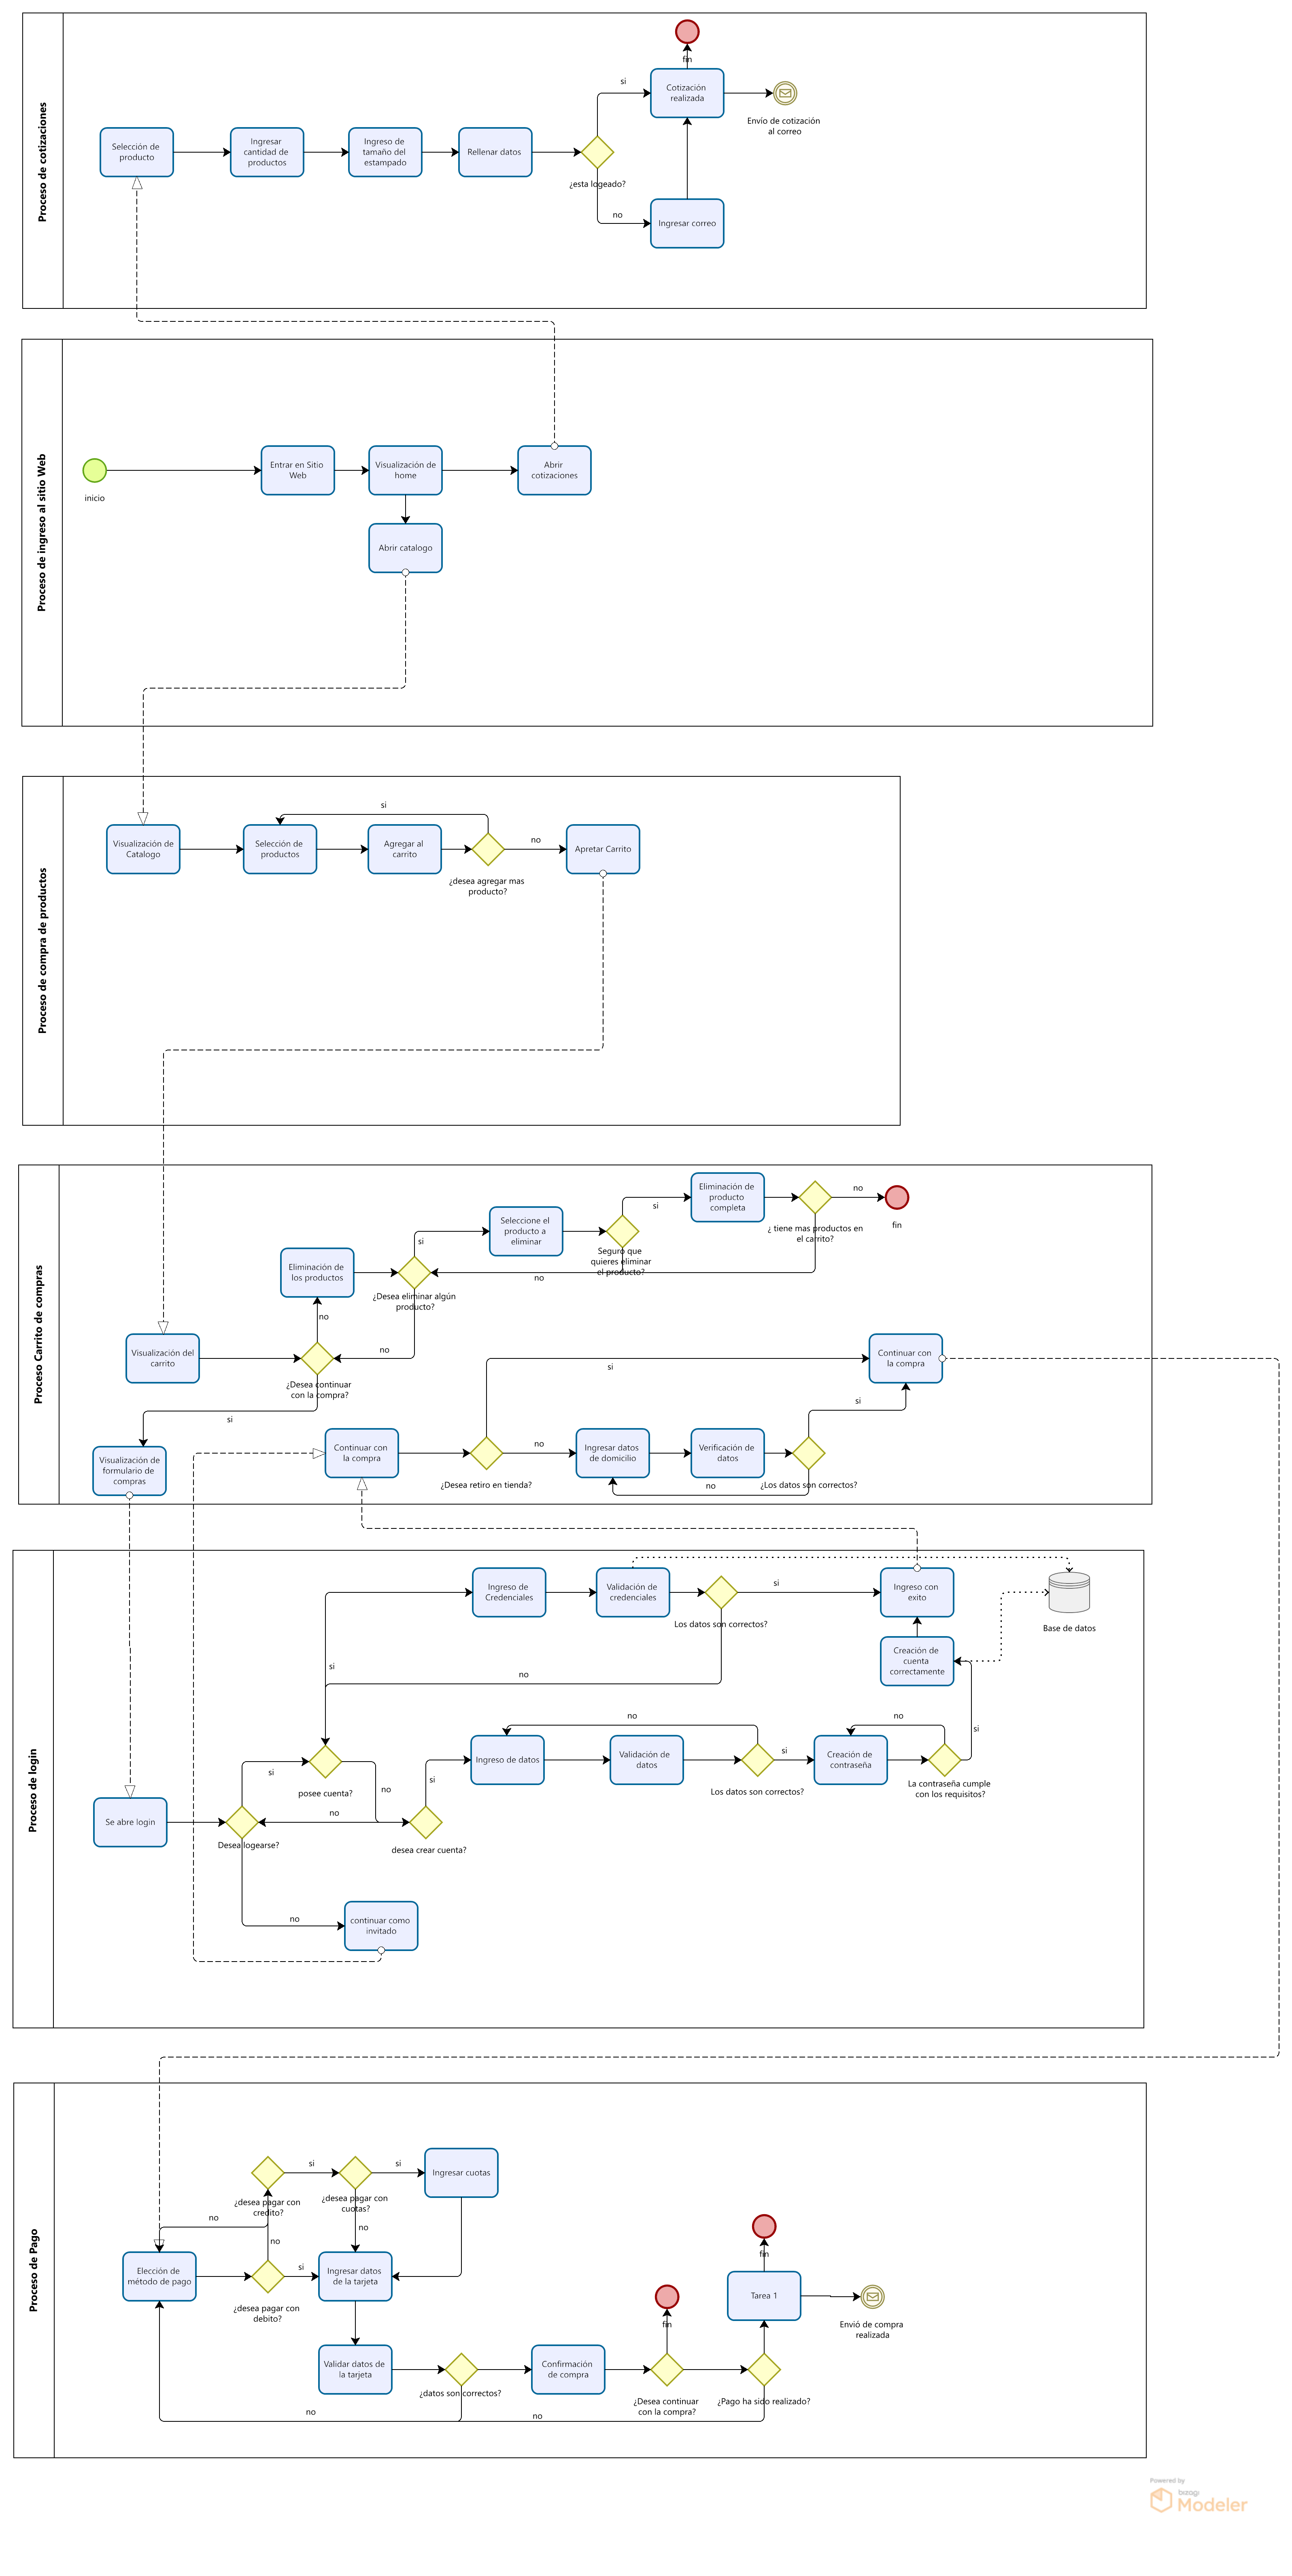 Proceso de cotizaciones
fin
si
Cotización
realizada
Envío de cotización
al correo
Selección de
producto
Ingresar
cantidad de
productos
Ingreso de
tamaño del
estampado
Rellenar datos
¿esta logeado?
no
Ingresar correo
Proceso de ingreso al sitio Web
inicio
Entrar en Sitio
Web
Visualización de
home
Abrir
cotizaciones
Abrir catalogo
Proceso de compra de productos
si
Visualización de
Catalogo
Selección de
productos
Agregar al
carrito
¿desea agregar mas
producto?
no
Apretar Carrito
Proceso Carrito de compras
Eliminación de
producto
completa
no
fin
¿ tiene mas productos en
el carrito?
si
Seleccione el
producto a
eliminar
Seguro que
quieres eliminar
el producto?
si
no
Eliminación de
los productos
¿Desea eliminar algún
producto?
no
no
Visualización del
carrito
¿Desea continuar
con la compra?
si
si
Continuar con
la compra
Visualización de
formulario de
compras
Continuar con
la compra
¿Desea retiro en tienda?
no
Ingresar datos
de domicilio
Verificación de
datos
si
¿Los datos son correctos?
no
Proceso de login
Ingreso de
Credenciales
Validación de
credenciales
Los datos son correctos?
si
Ingreso con
exito
Base de datos
Creación de
cuenta
correctamente
si
no
no
no
Ingreso de datos
Validación de
datos
Los datos son correctos?
si
Creación de
contraseña
La contraseña cumple
con los requisitos?
si
posee cuenta?
si
no
si
no
Se abre login
Desea logearse?
desea crear cuenta?
no
continuar como
invitado
Proceso de Pago
si
si
Ingresar cuotas
¿desea pagar con
credito?
¿desea pagar con
cuotas?
no
no
no
Elección de
método de pago
si
¿desea pagar con
debito?
Ingresar datos
de la tarjeta
fin
Tarea 1
Envió de compra
realizada
fin
Validar datos de
la tarjeta
¿datos son correctos?
Confirmación
de compra
¿Desea continuar
con la compra?
¿Pago ha sido realizado?
no
no
Powered by
bizagi
Modeler